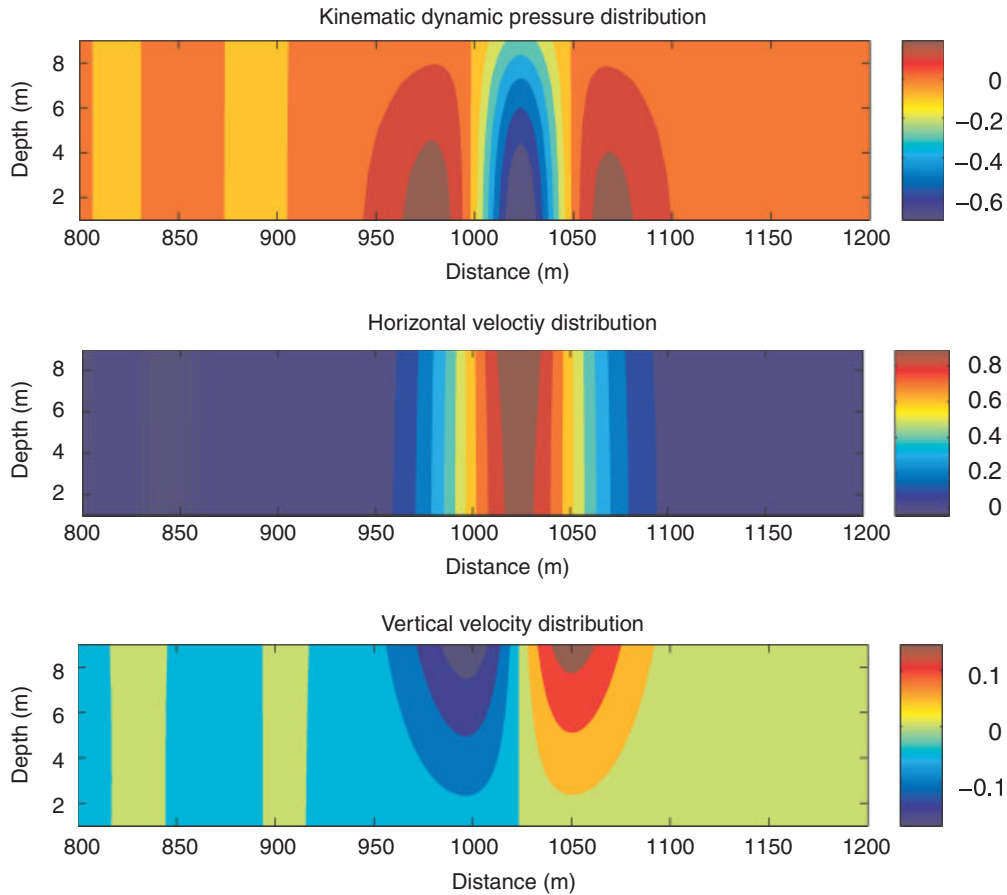 Kinematic dynamic pressure distribution
Depth (m)
8
6
4
2
800 850 900 950 1000 1050 1100 1150 1200
Distance (m)
0
−0.2
−0.4
−0.6
Horizontal veloctiy distribution
Depth (m)
8
6
4
2
800 850 900 950 1000 1050 1100 1150 1200
Distance (m)
0.8
0.6
0.4
0.2
0
Vertical velocity distribution
Depth (m)
8
6
4
2
800 850 900 950 1000 1050 1100 1150 1200
Distance (m)
0.1
0
−0.1